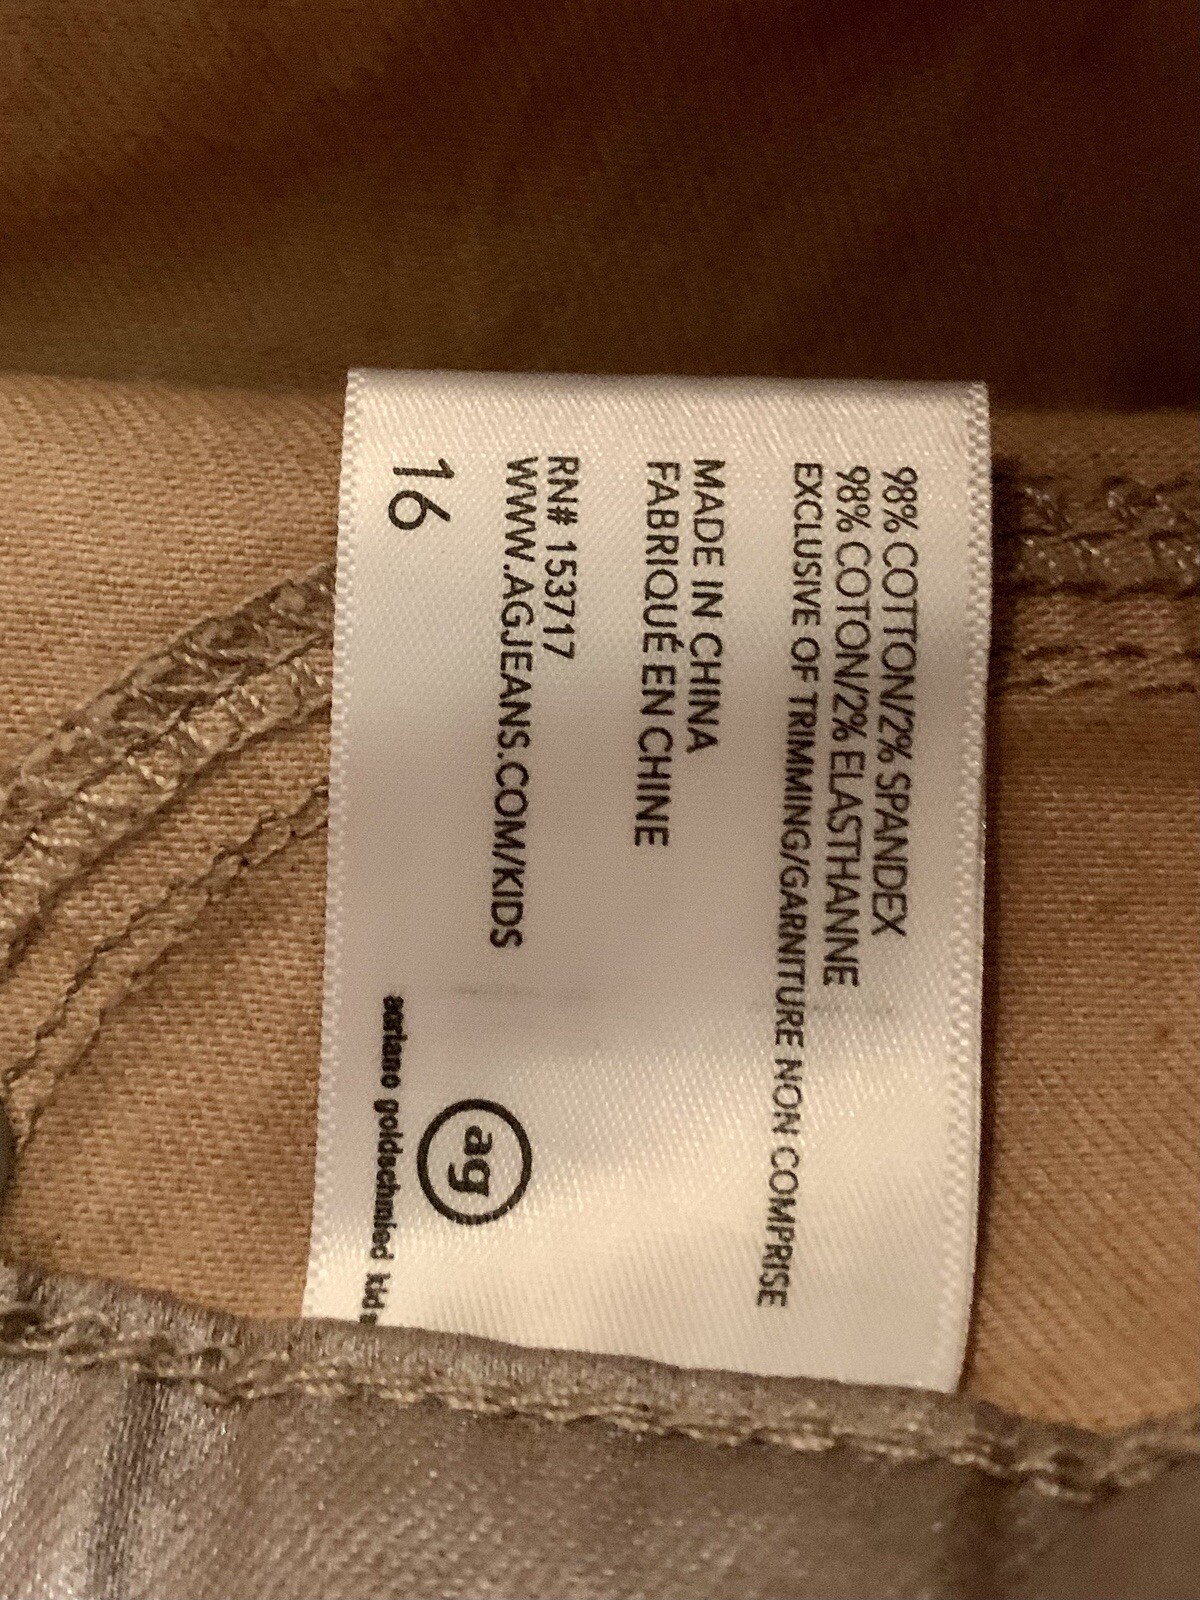 98% COTTON/2% SPANDEX
98% COTON/2% ELASTHANNE
EXCLUSIVE OF TRIMMING/GARNITURE NON COMPRISE
MADE IN CHINA
FABRIQUÉ EN CHINE
RN# 153717
WWW.AGJEANS.COM/KIDS
16
ag
adriano goldschmied kids